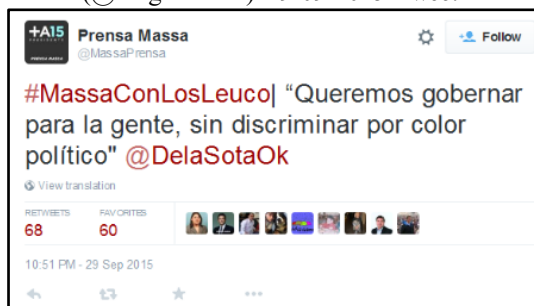 +A15
PRENSA MASSA
Prensa Massa
@MassaPrensa
Follow
#MassaConLosLeuco| “Queremos gobernar
para la gente, sin discriminar por color
político" @DelaSotaOk
View translation
RETWEETS FAVORITES
68 60
10:51 PM - 29 Sep 2015